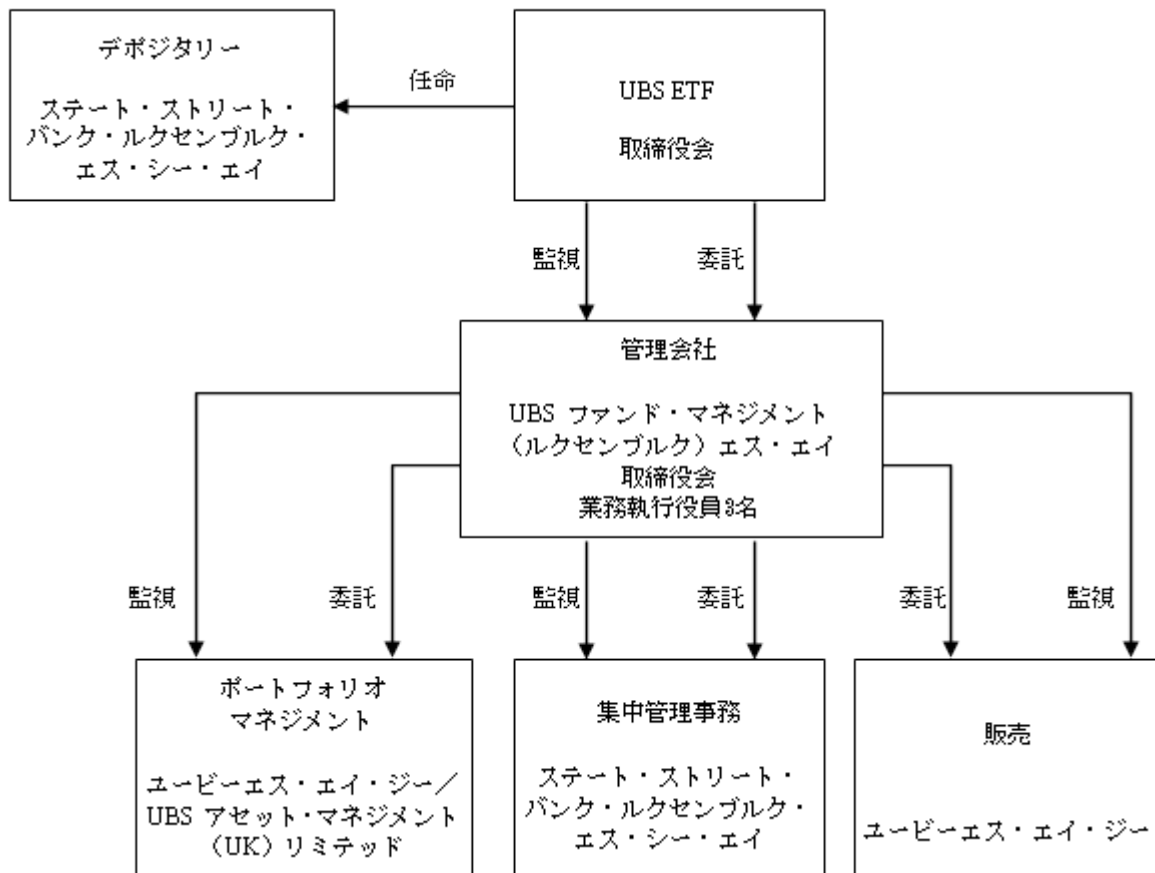 デポジタリー
ステート・ストリート・
バンク・ルクセンブルク・
エス・シー・エイ
任命
UBS ETF
取締役会
監視
委託
管理会社
UBS ファンド・マネジメント
(ルクセンブルク)エス・エイ
取締役会
業務執行役員3名
監視
委託
監視
委託
委託
監視
ポートフォリオ
マネジメント
ユービーエス・エイ・ジー/
UBS アセット・マネジメント
(UK)リミテッド
集中管理事務
ステート・ストリート・
バンク・ルクセンブルク・
エス・シー・エイ
販売
ユービーエス・エイ・ジー